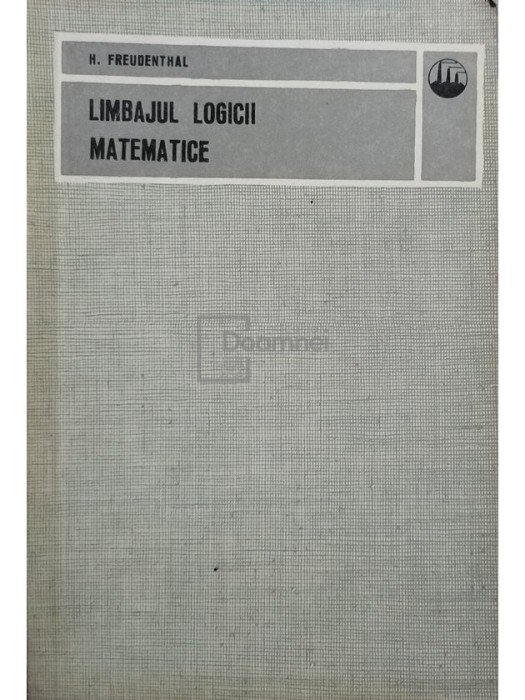 H. FREUDENTHAL
LIMBAJUL LOGICII
MATEMATICE
Doamnei